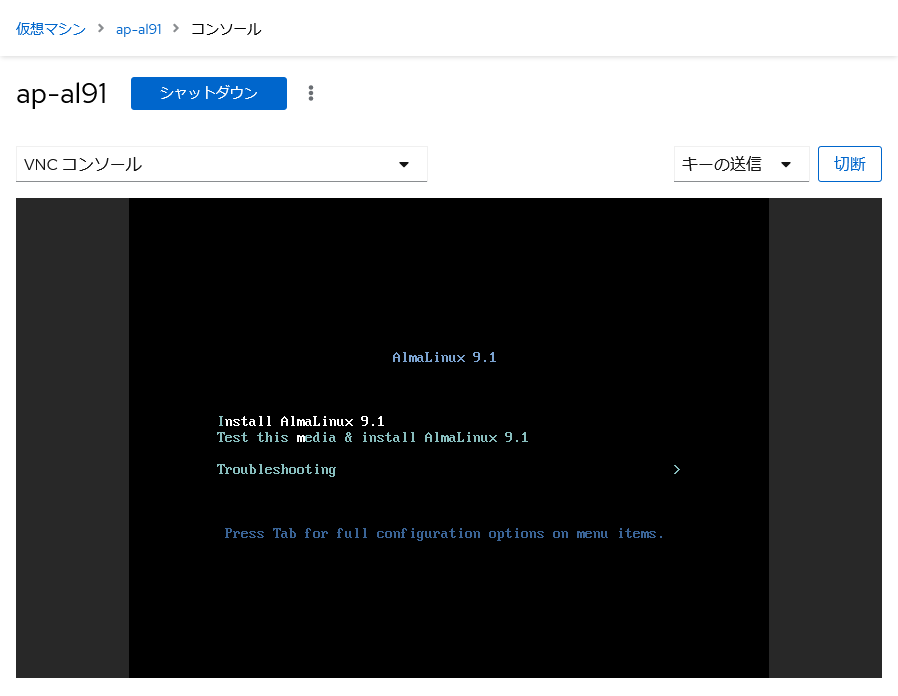 仮想マシン > ap-al91 > コンソール
ap-al91 シャットダウン
VNC コンソール キーの送信 切断
AlmaLinux 9.1
Install AlmaLinux 9.1
Test this media & install AlmaLinux 9.1
Troubleshooting >
Press Tab for full configuration options on menu items.